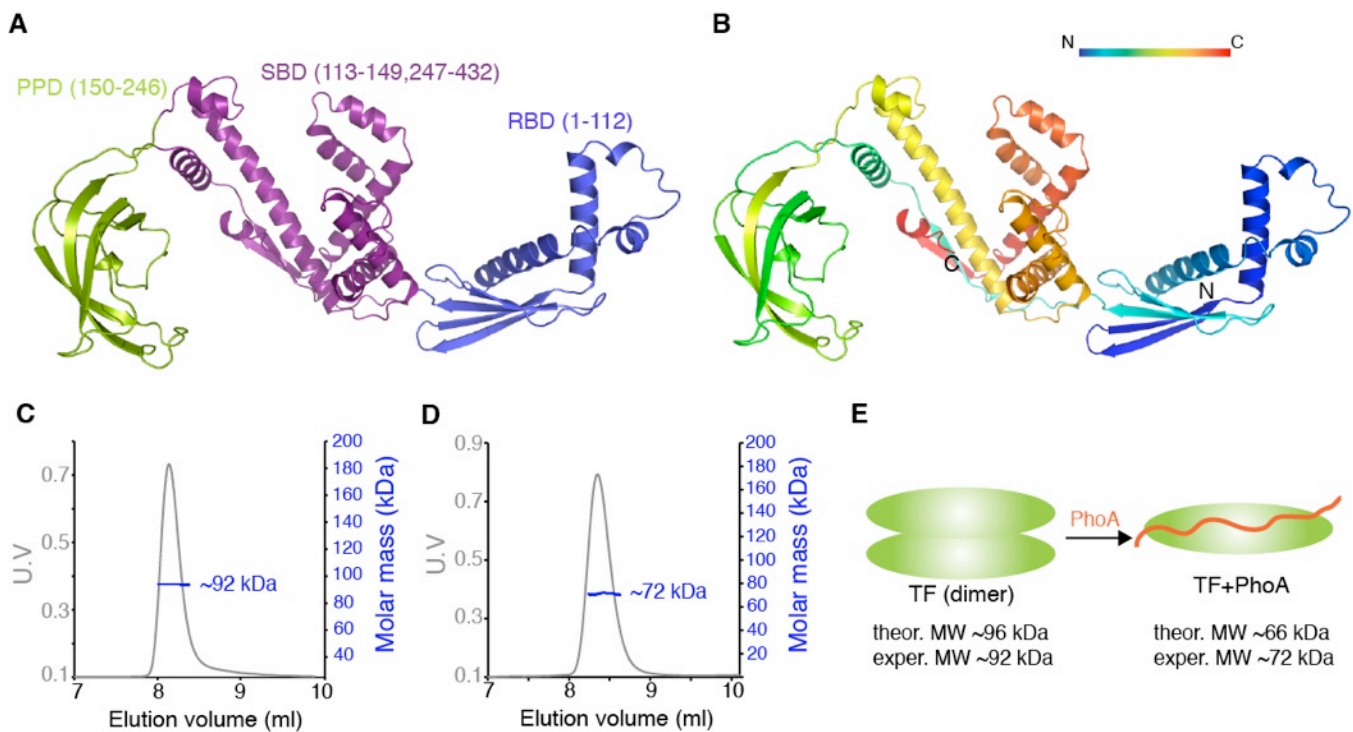 A
PPD (150-246)
SBD (113-149,247-432)
RBD (1-112)
B
N
C
C
N
C
U.V
0.9
0.7
0.5
0.3
0.1
7
8
9
10
Elution volume (ml)
~92 kDa
200
180
160
140
120
100
80
60
40
Molar mass (kDa)
D
U.V
0.9
0.7
0.5
0.3
0.1
7
8
9
10
Elution volume (ml)
~72 kDa
200
180
160
140
120
100
80
60
40
20
Molar mass (kDa)
E
PhoA
TF (dimer)
theor. MW ~96 kDa
exper. MW ~92 kDa
TF+PhoA
theor. MW ~66 kDa
exper. MW ~72 kDa